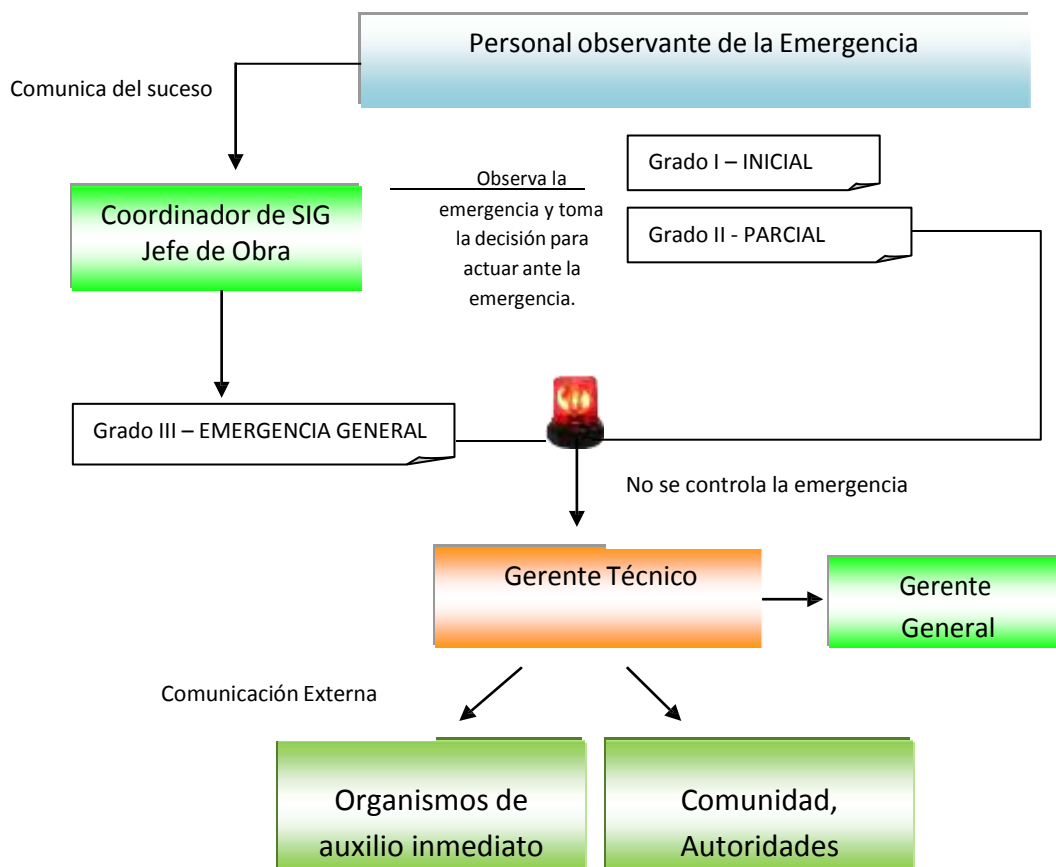 Personal observante de la Emergencia
Comunica del suceso
Coordinador de SIG
Jefe de Obra
Observa la
emergencia y toma
la decisión para
actuar ante la
emergencia.
Grado I – INICIAL
Grado II - PARCIAL
Grado III – EMERGENCIA GENERAL
No se controla la emergencia
Gerente Técnico
Gerente
General
Comunicación Externa
Organismos de
auxilio inmediato
Comunidad,
Autoridades